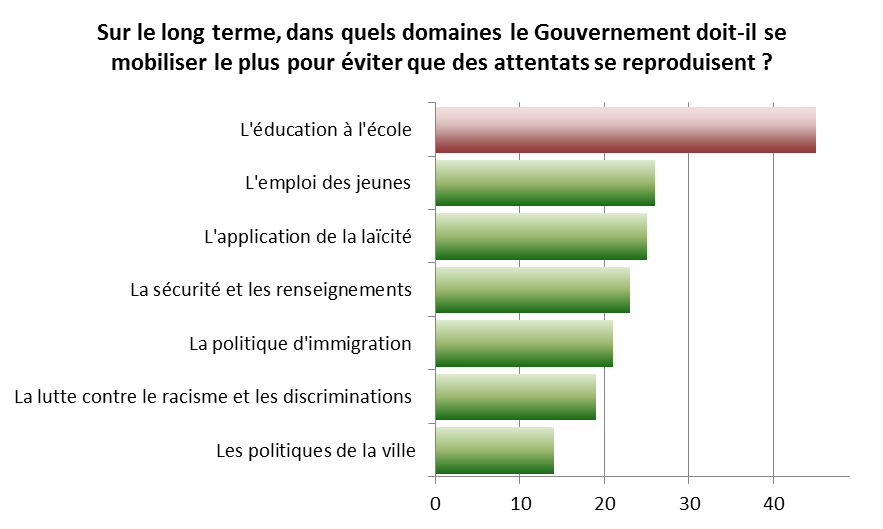 Sur le long terme, dans quels domaines le Gouvernement doit-il se
mobiliser le plus pour éviter que des attentats se reproduisent ?
L'éducation à l'école
L'emploi des jeunes
L'application de la laïcité
La sécurité et les renseignements
La politique d'immigration
La lutte contre le racisme et les discriminations
Les politiques de la ville
0 10 20 30 40